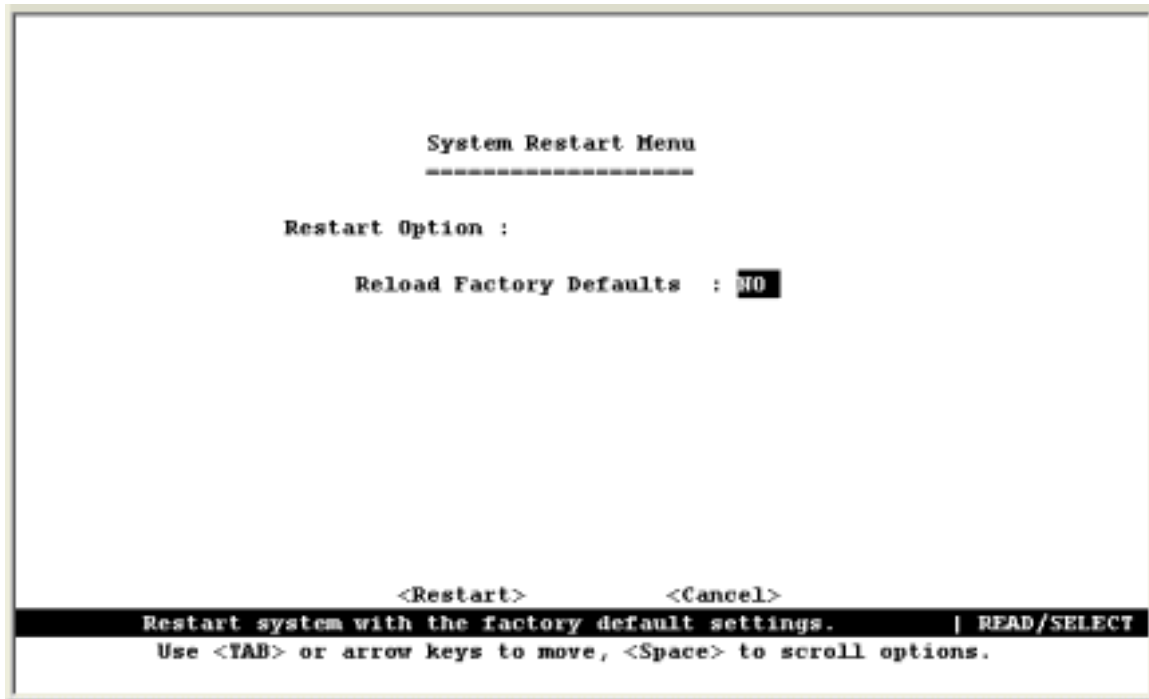 System Restart Menu
===================
Restart Option :
Reload Factory Defaults : NO
<Restart> <Cancel>
Restart system with the factory default settings. | READ/SELECT
Use <TAB> or arrow keys to move, <Space> to scroll options.